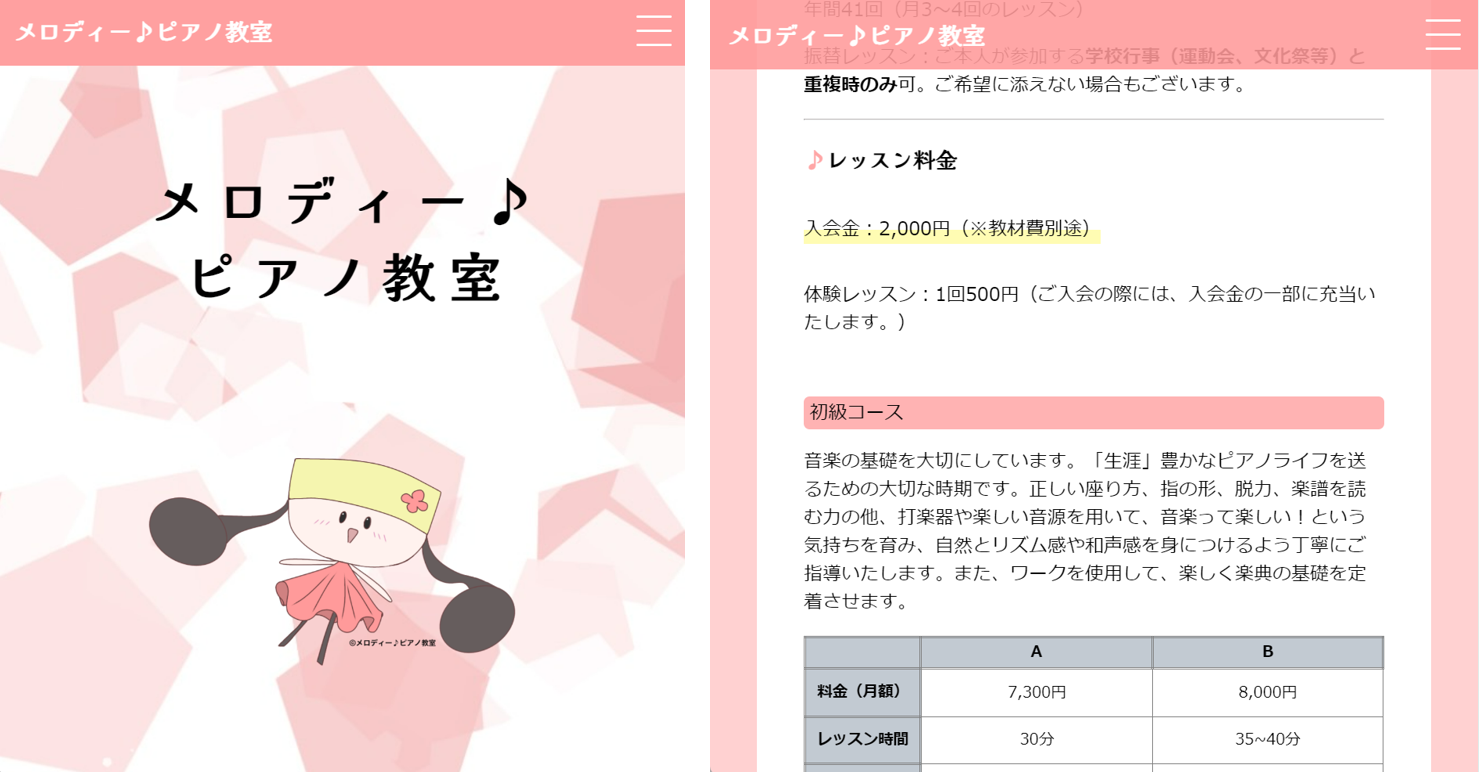 メロディー♪ピアノ教室
メロディー♪
ピアノ教室
©メロディー♪ピアノ教室
年間41回（月3〜4回のレッスン）
メロディー♪ピアノ教室
振替レッスン：ご本人が参加する学校行事（運動会、文化祭等）と
重複時のみ可。ご希望に添えない場合もございます。
♪レッスン料金
入会金：2,000円（※教材費別途）
体験レッスン：1回500円（ご入会の際には、入会金の一部に充当い
たします。）
初級コース
音楽の基礎を大切にしています。「生涯」豊かなピアノライフを送
るための大切な時期です。正しい座り方、指の形、脱力、楽譜を読
む力の他、打楽器や楽しい音源を用いて、音楽って楽しい！という
気持ちを育み、自然とリズム感や和声感を身につけるよう丁寧にご
指導いたします。また、ワークを使用して、楽しく楽典の基礎を定
着させます。
A B
料金（月額） 7,300円 8,000円
レッスン時間 30分 35~40分